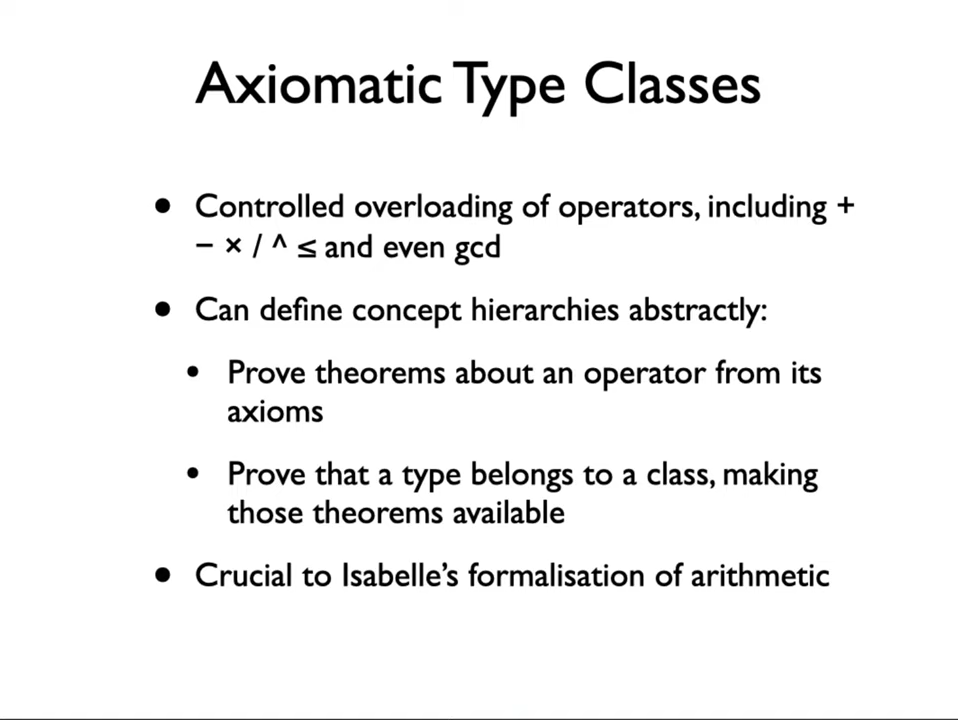 Axiomatic Type Classes
• Controlled overloading of operators, including +
− × / ^ ≤ and even gcd
• Can define concept hierarchies abstractly:
• Prove theorems about an operator from its
axioms
• Prove that a type belongs to a class, making
those theorems available
• Crucial to Isabelle’s formalisation of arithmetic